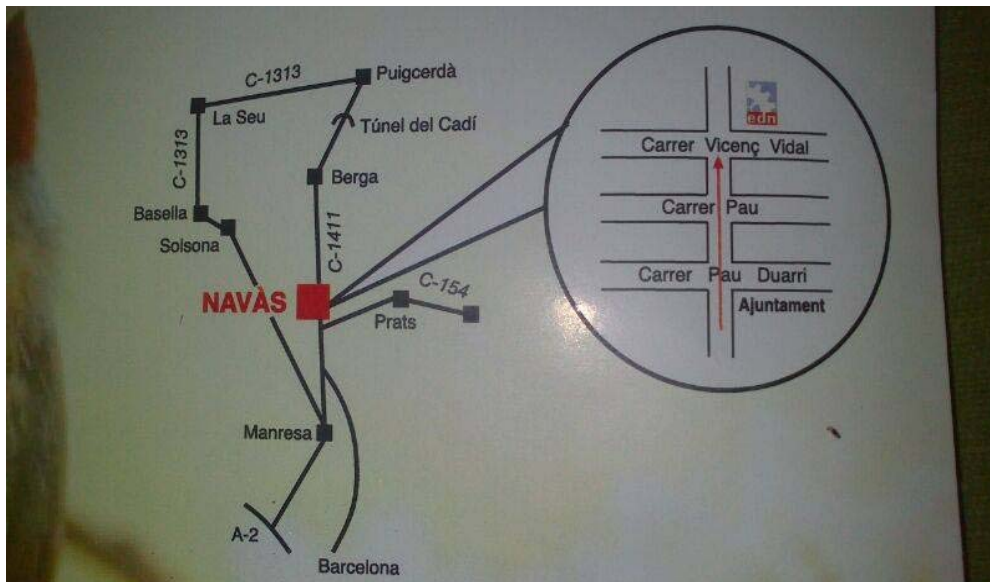 C-1313
Puigcerdà
La Seu
Túnel del Cadí
C-1313
Berga
Basella
Solsona
C-1411
NAVÀS
C-154
Prats
Manresa
A-2
Barcelona
edn
Carrer Vicenç Vidal
Carrer Pau
Carrer Pau Duarri
Ajuntament